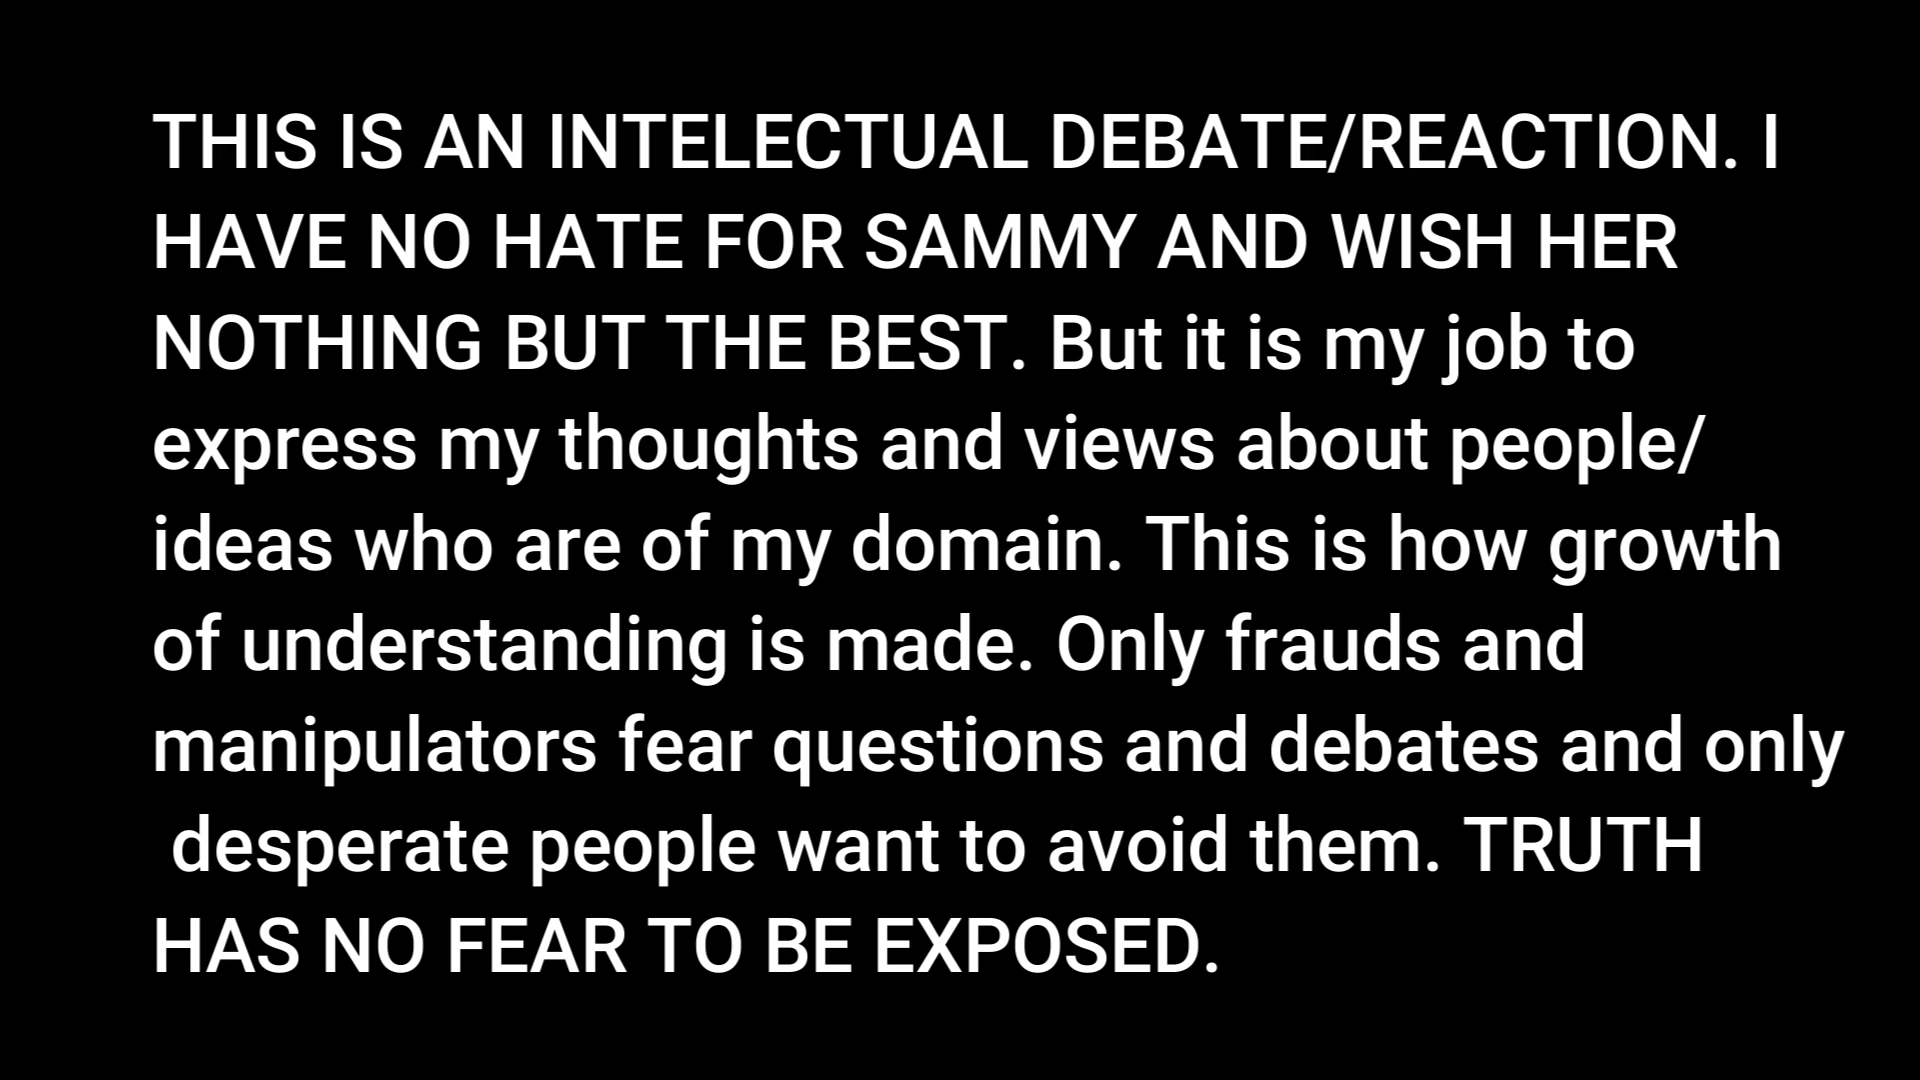 THIS IS AN INTELECTUAL DEBATE/REACTION. I
HAVE NO HATE FOR SAMMY AND WISH HER
NOTHING BUT THE BEST. But it is my job to
express my thoughts and views about people/
ideas who are of my domain. This is how growth
of understanding is made. Only frauds and
manipulators fear questions and debates and only
desperate people want to avoid them. TRUTH
HAS NO FEAR TO BE EXPOSED.